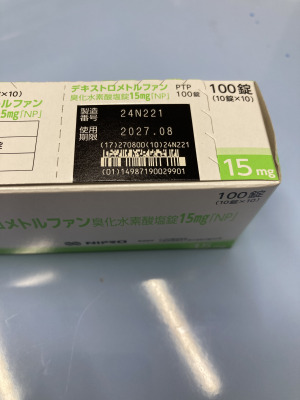 デキストロメトルファン
臭化水素酸塩錠15mg「NP」
PTP
100錠
100錠
(10錠×10)
×10)
トルファン
15mg「NP」
製造
番号
24N221
使用
期限
2027.08
(17)270800(10)24N221
(01)14987190029901
15mg
100錠
(10錠×10)
メトルファン 臭化水素酸塩錠15mg「NP」
NIPRO